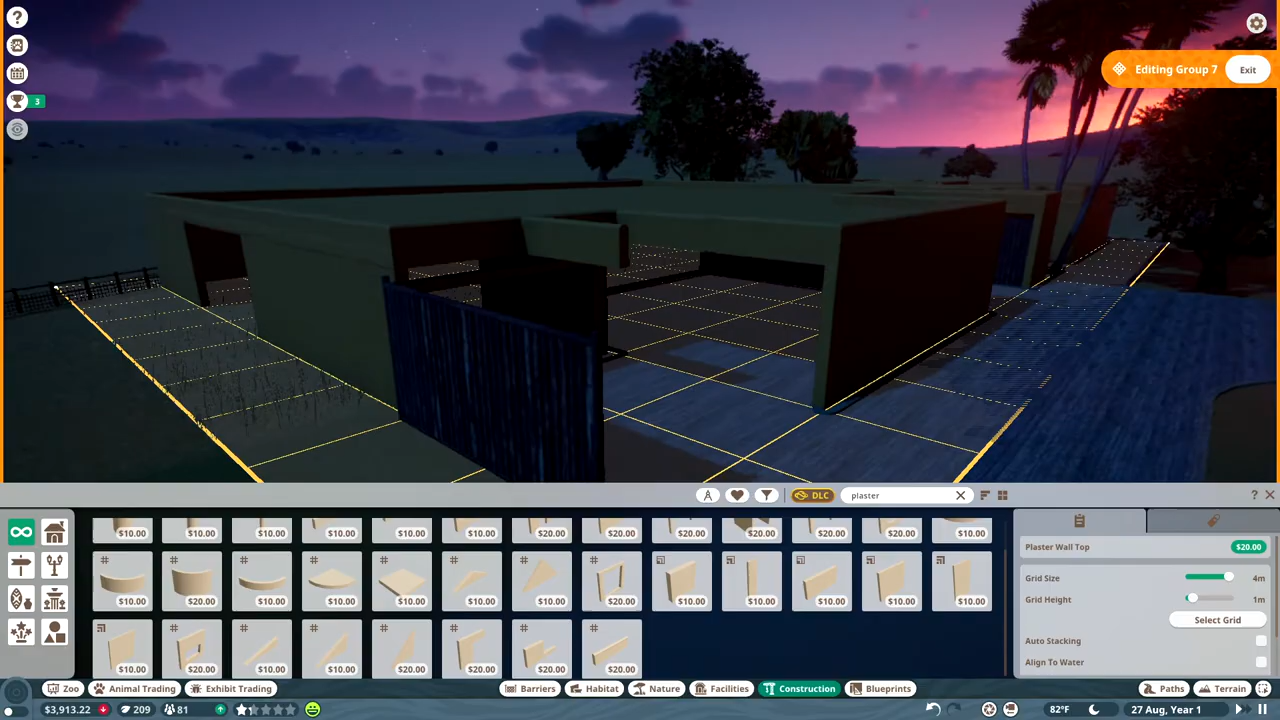 ?
3
Editing Group 7 Exit
DLC plaster
? ×
$10.00 $10.00 $10.00 $10.00 $10.00 $10.00 $20.00 $20.00 $10.00 $20.00 $10.00 $20.00 $10.00
Plaster Wall Top $20.00
Grid Size 4m
$10.00 $20.00 $10.00 $10.00 $10.00 $10.00 $10.00 $20.00 $10.00 $10.00 $10.00 $10.00 $10.00
Grid Height 1m
Select Grid
Auto Stacking
$10.00 $20.00 $10.00 $10.00 $20.00 $10.00 $20.00 $20.00
Align To Water
Zoo Animal Trading Exhibit Trading Barriers Habitat Nature Facilities Construction Blueprints Paths Terrain
$3,913.22 209 81 82°F 27 Aug, Year 1